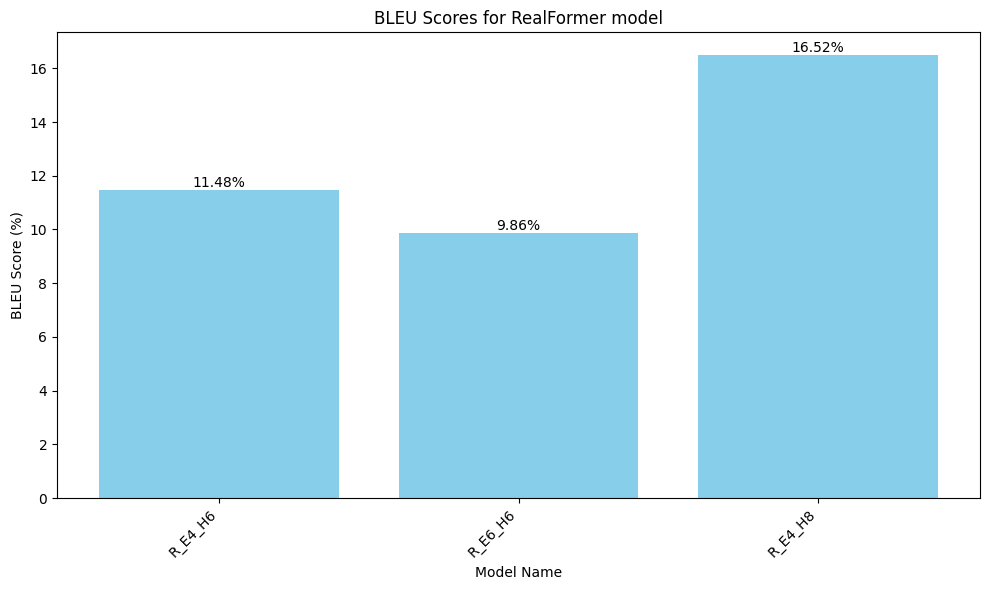 BLEU Scores for RealFormer model
BLEU Score (%)
16
14
12
10
8
6
4
2
0
11.48%
9.86%
16.52%
R_E4_H6
R_E6_H6
R_E4_H8
Model Name